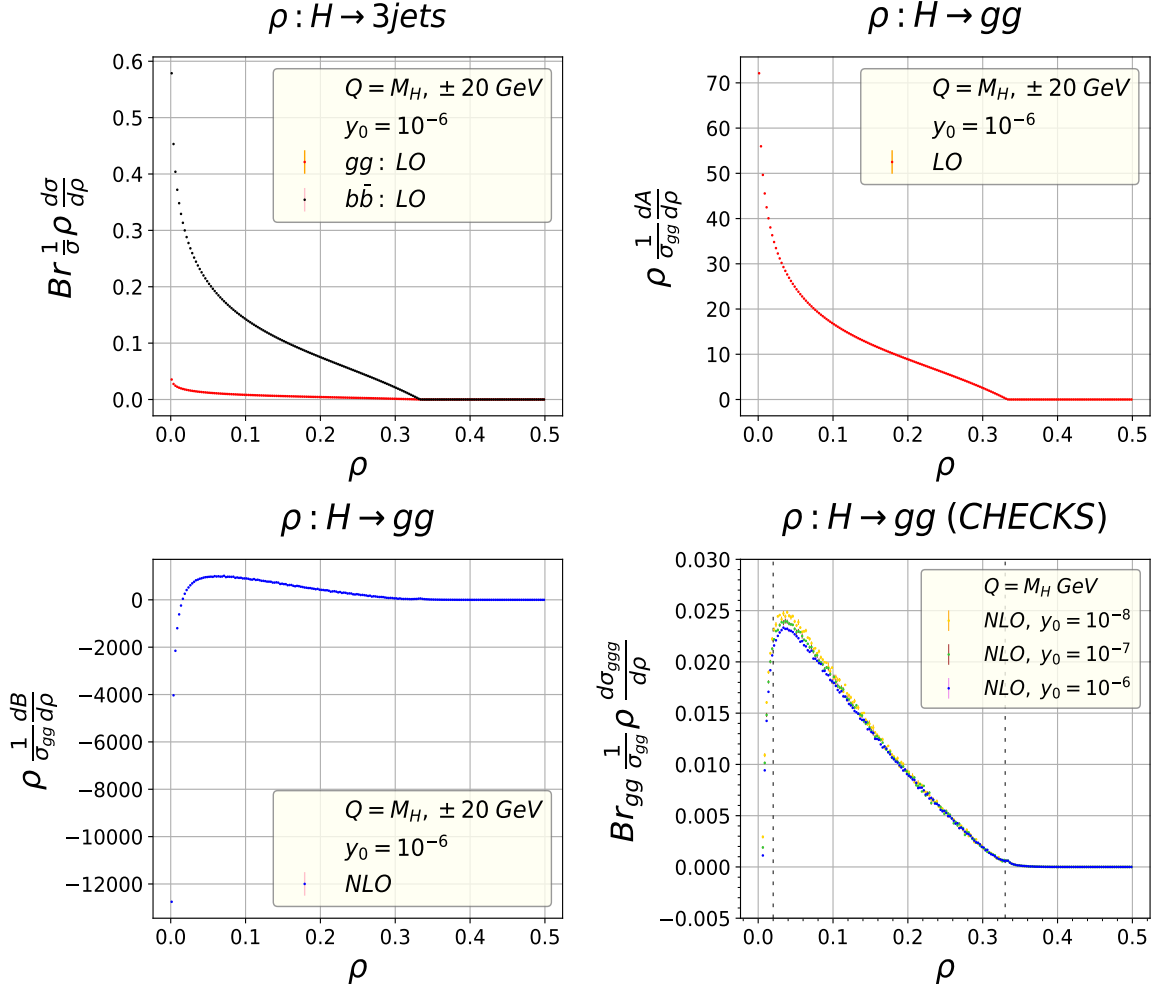 ρ : H → 3jets
Br 1/σ ρ dσ/dρ
0.6
0.5
0.4
0.3
0.2
0.1
0.0
Q = M_H, ± 20 GeV
y_0 = 10^{-6}
gg : LO
bb̄ : LO
0.0 0.1 0.2 0.3 0.4 0.5
ρ
ρ : H → gg
ρ 1/σ_gg dA/dρ
70
60
50
40
30
20
10
0
Q = M_H, ± 20 GeV
y_0 = 10^{-6}
LO
0.0 0.1 0.2 0.3 0.4 0.5
ρ
ρ : H → gg
ρ 1/σ_gg dB/dρ
0
−2000
−4000
−6000
−8000
−10000
−12000
Q = M_H, ± 20 GeV
y_0 = 10^{-6}
NLO
0.0 0.1 0.2 0.3 0.4 0.5
ρ
ρ : H → gg (CHECKS)
Br_gg 1/σ_gg ρ dσ_ggg/dρ
0.030
0.025
0.020
0.015
0.010
0.005
0.000
−0.005
Q = M_H GeV
NLO, y_0 = 10^{-8}
NLO, y_0 = 10^{-7}
NLO, y_0 = 10^{-6}
0.0 0.1 0.2 0.3 0.4 0.5
ρ